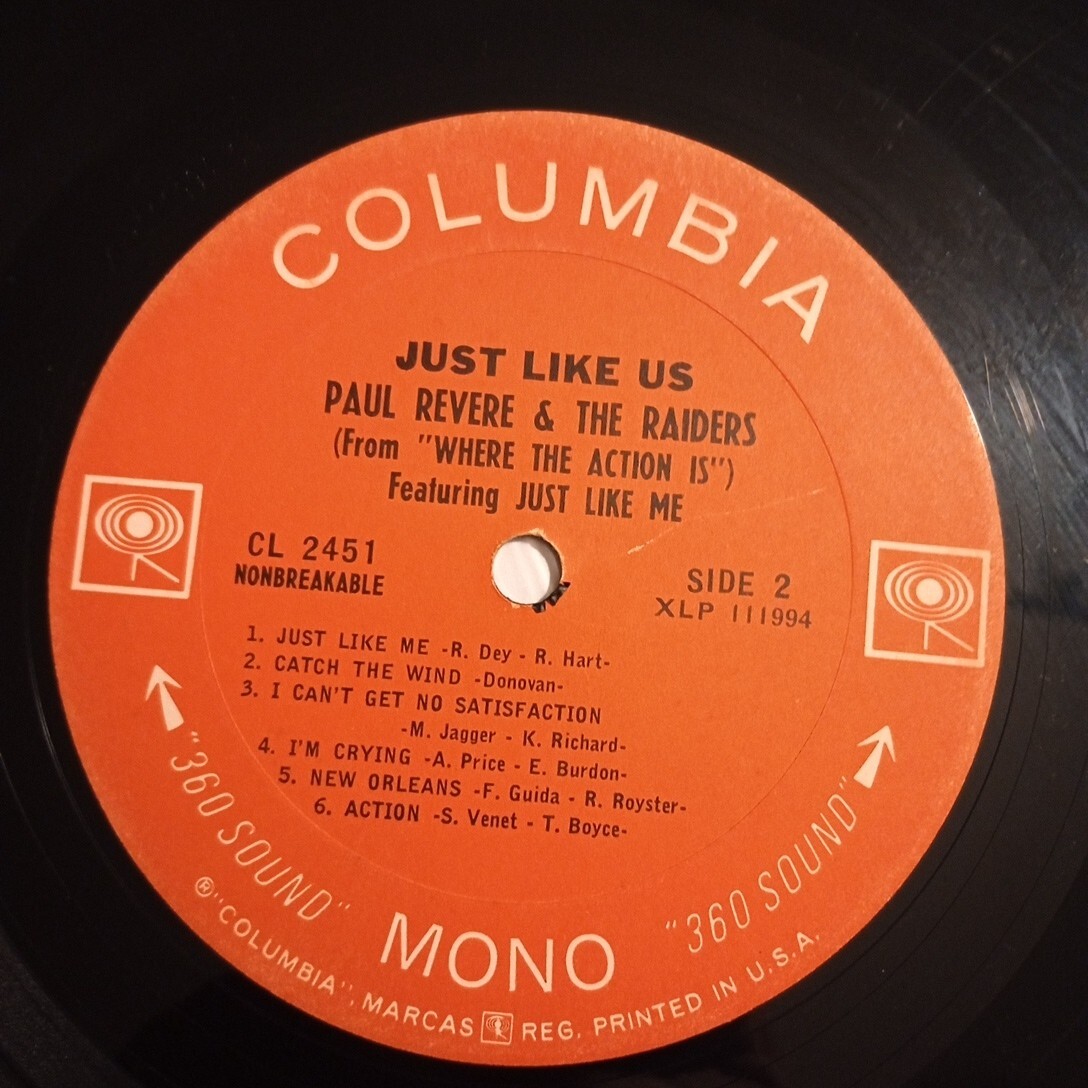 COLUMBIA
JUST LIKE US
PAUL REVERE & THE RAIDERS
(From "WHERE THE ACTION IS")
Featuring JUST LIKE ME
CL 2451
NONBREAKABLE
SIDE 2
XLP 111994
1. JUST LIKE ME -R. Dey - R. Hart-
2. CATCH THE WIND -Donovan-
3. I CAN'T GET NO SATISFACTION
-M. Jagger - K. Richard-
4. I'M CRYING -A. Price - E. Burdon-
5. NEW ORLEANS -F. Guida - R. Royster-
6. ACTION -S. Venet - T. Boyce-
"360 SOUND"
MONO
"360 SOUND"
®"COLUMBIA", MARCAS REG. PRINTED IN U.S.A.